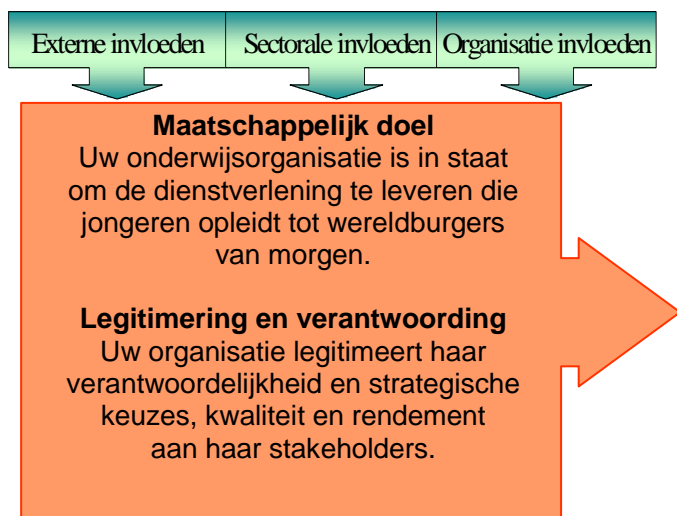 Externe invloeden Sectorale invloeden Organisatie invloeden
Maatschappelijk doel
Uw onderwijsorganisatie is in staat
om de dienstverlening te leveren die
jongeren opleidt tot wereldburgers
van morgen.
Legitimering en verantwoording
Uw organisatie legitimeert haar
verantwoordelijkheid en strategische
keuzes, kwaliteit en rendement
aan haar stakeholders.